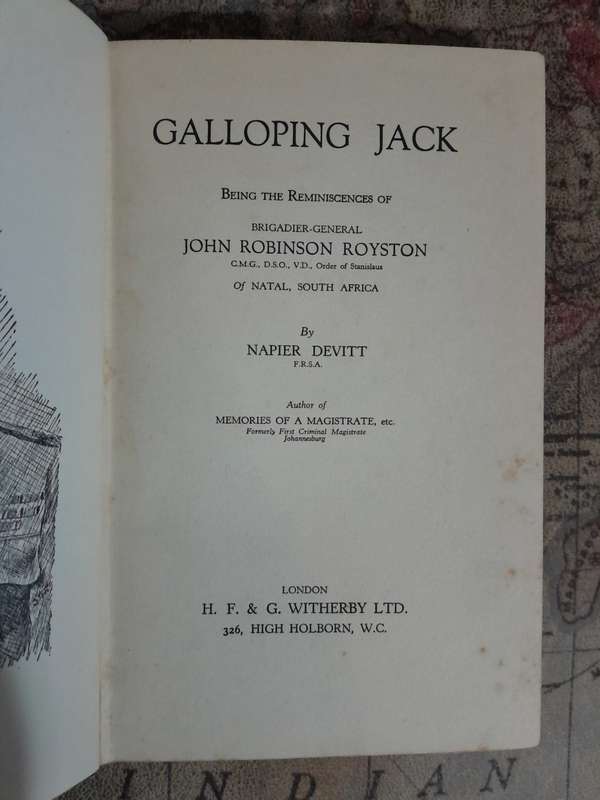 GALLOPING JACK
BEING THE REMINISCENCES OF
BRIGADIER-GENERAL
JOHN ROBINSON ROYSTON
C.M.G., D.S.O., V.D., Order of Stanislaus
Of NATAL, SOUTH AFRICA
By
NAPIER DEVITT
F.R.S.A.
Author of
MEMORIES OF A MAGISTRATE, etc.
Formerly First Criminal Magistrate
Johannesburg
LONDON
H. F. & G. WITHERBY LTD.
326, HIGH HOLBORN, W.C.
INDIAN